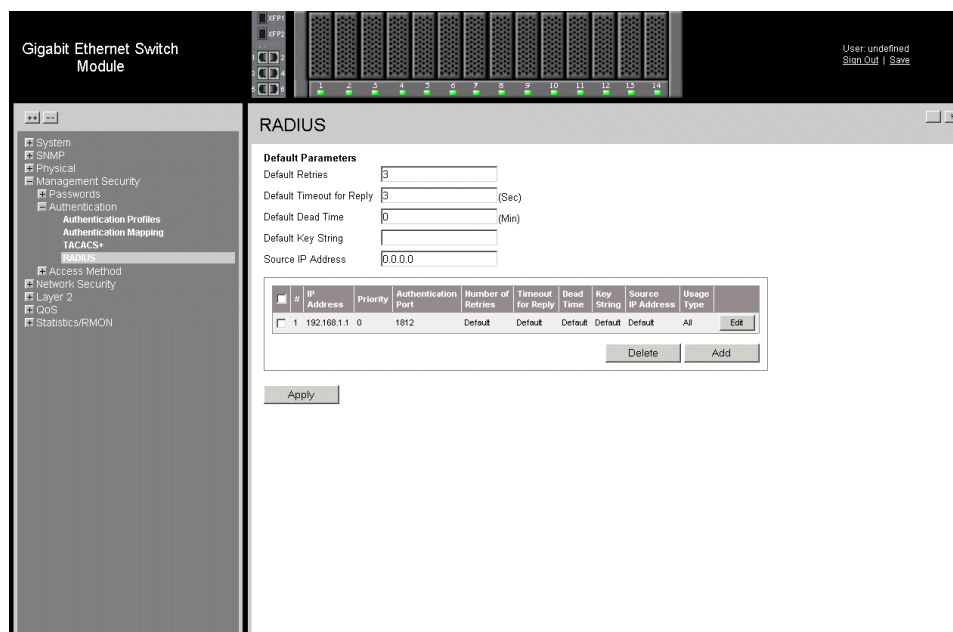 Gigabit Ethernet Switch
Module
XFP1
XFP2
1 2
3 4
5 6
1 2 3 4 5 6 7 8 9 10 11 12 13 14
User: undefined
Sign Out | Save
++ --
System
SNMP
Physical
Management Security
Passwords
Authentication
Authentication Profiles
Authentication Mapping
TACACS+
RADIUS
Access Method
Network Security
Layer 2
QoS
Statistics/RMON
RADIUS
Default Parameters
Default Retries 3
Default Timeout for Reply 3 (Sec)
Default Dead Time 0 (Min)
Default Key String
Source IP Address 0.0.0.0
# IP Address Priority Authentication Port Number of Retries Timeout for Reply Dead Time Key String Source IP Address Usage Type
1 192.168.1.1 0 1812 Default Default Default Default Default All Edit
Delete Add
Apply